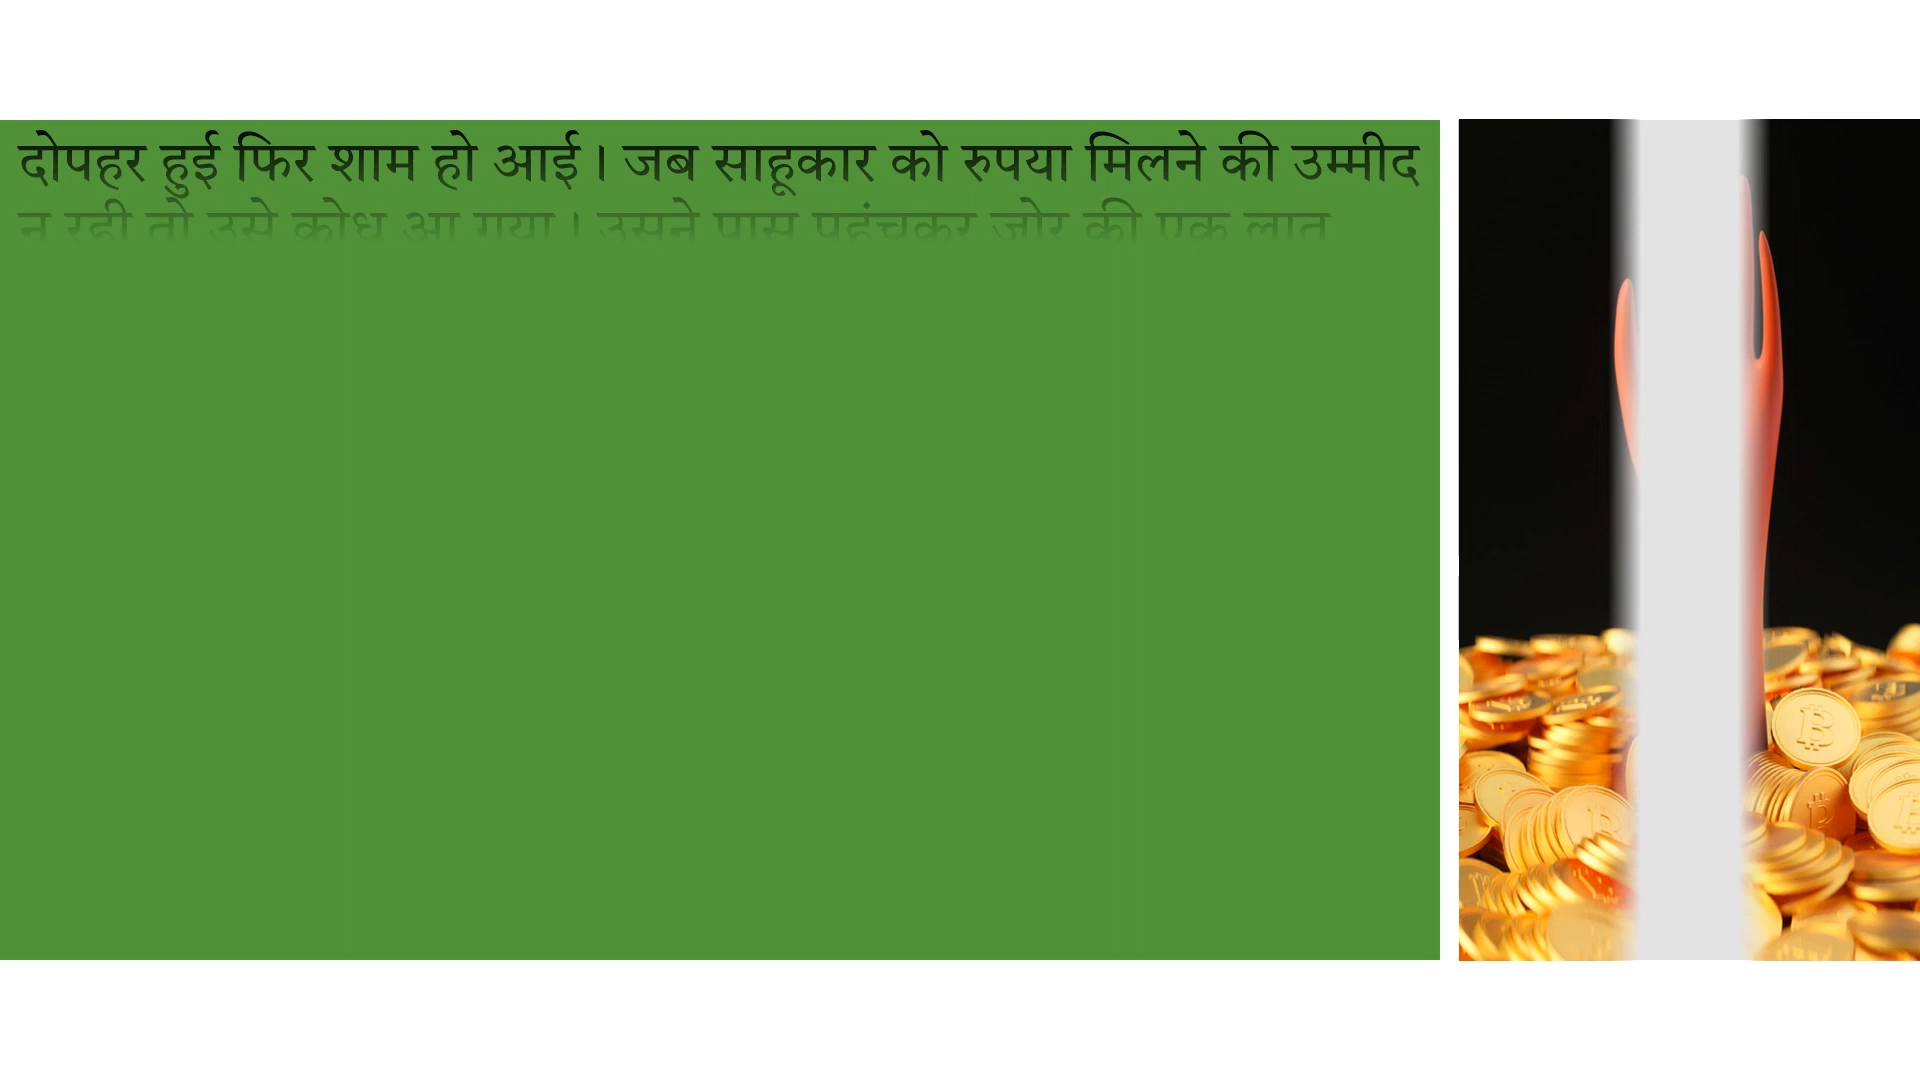 दोपहर हुई फिर शाम हो आई। जब साहूकार को रुपया मिलने की उम्मीद
न रही तो उसे क्रोध आ गया। उसने पास पहुंचकर जोर की एक लात